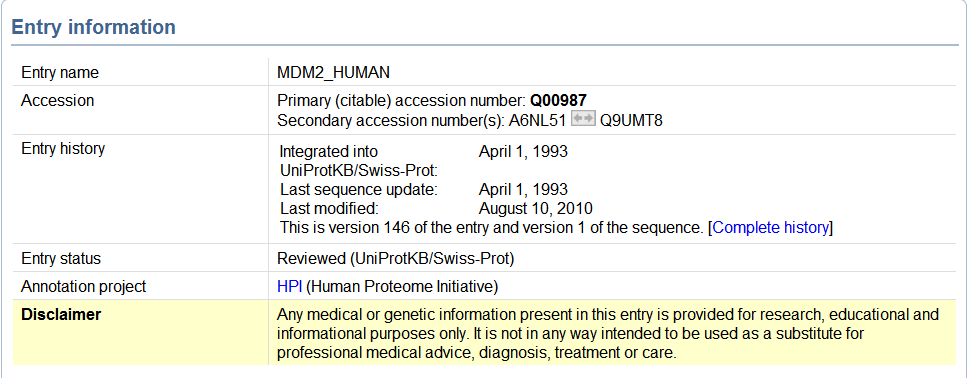 Entry information
Entry name MDM2_HUMAN
Accession Primary (citable) accession number: Q00987
Secondary accession number(s): A6NL51 Q9UMT8
Entry history Integrated into April 1, 1993
UniProtKB/Swiss-Prot:
Last sequence update: April 1, 1993
Last modified: August 10, 2010
This is version 146 of the entry and version 1 of the sequence. [Complete history]
Entry status Reviewed (UniProtKB/Swiss-Prot)
Annotation project HPI (Human Proteome Initiative)
Disclaimer Any medical or genetic information present in this entry is provided for research, educational and
informational purposes only. It is not in any way intended to be used as a substitute for
professional medical advice, diagnosis, treatment or care.